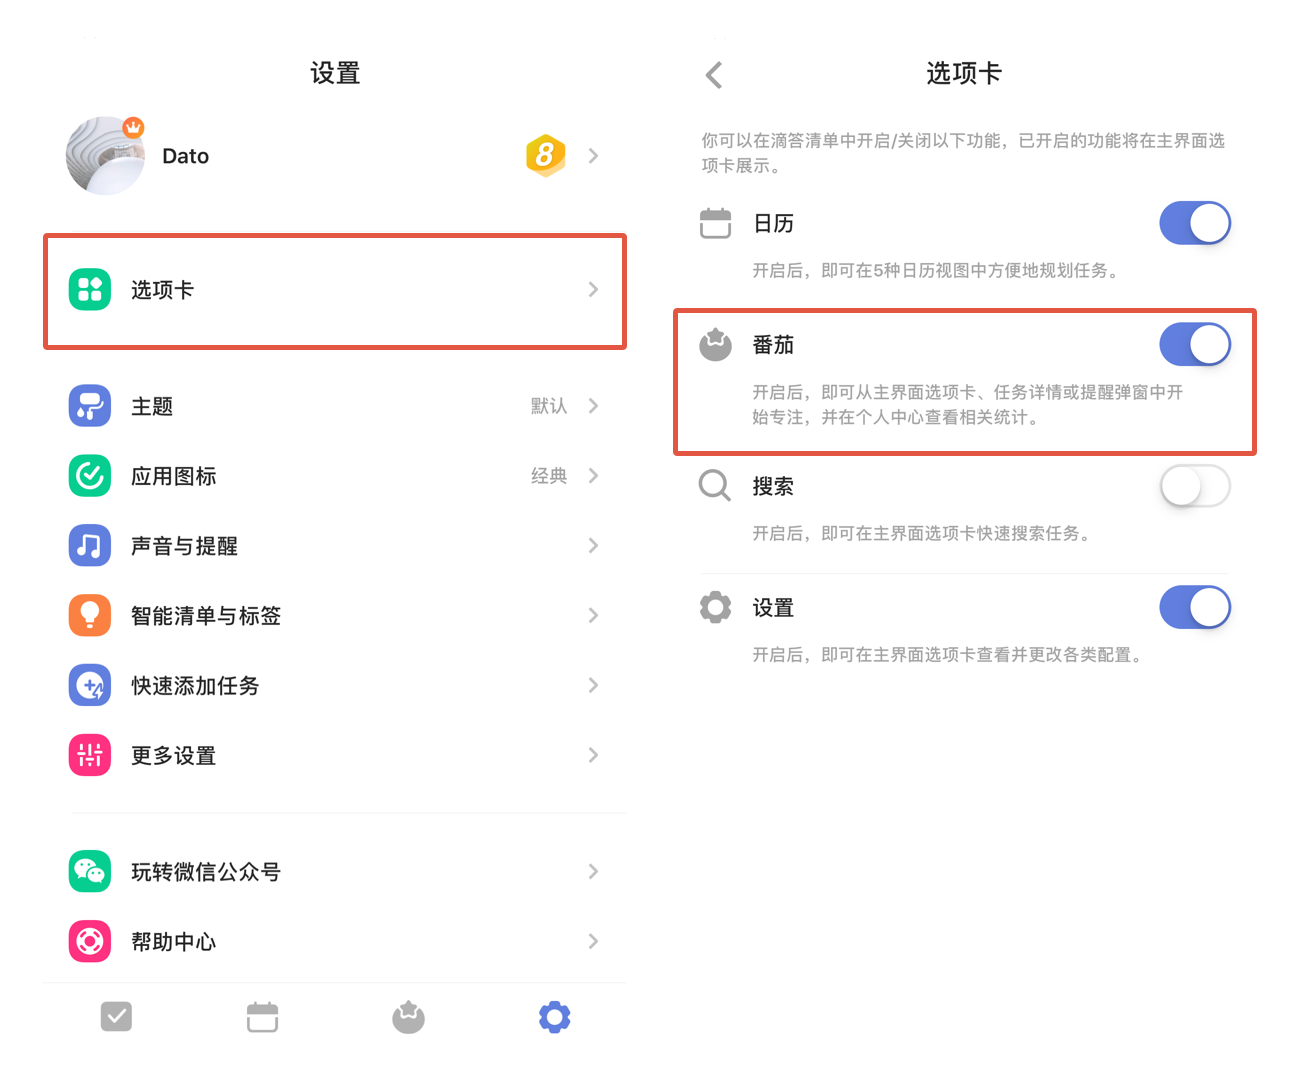 设置
Dato
8
选项卡
主题
默认
应用图标
经典
声音与提醒
智能清单与标签
快速添加任务
更多设置
玩转微信公众号
帮助中心
选项卡
你可以在滴答清单中开启/关闭以下功能，已开启的功能将在主界面选
项卡展示。
日历
开启后，即可在5种日历视图中方便地规划任务。
番茄
开启后，即可从主界面选项卡、任务详情或提醒弹窗中开
始专注，并在个人中心查看相关统计。
搜索
开启后，即可在主界面选项卡快速搜索任务。
设置
开启后，即可在主界面选项卡查看并更改各类配置。